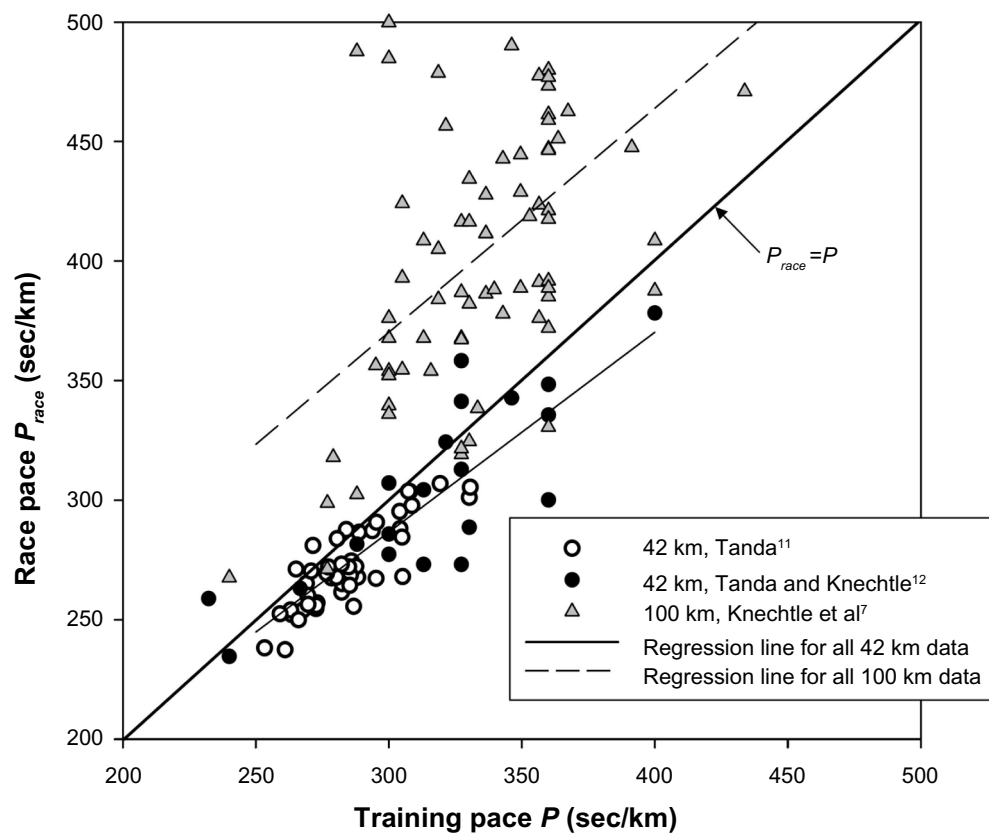 500
450
400
350
300
250
200
Race pace P_race (sec/km)
P_race=P
42 km, Tanda¹¹
42 km, Tanda and Knechtle¹²
100 km, Knechtle et al⁷
Regression line for all 42 km data
Regression line for all 100 km data
200 250 300 350 400 450 500
Training pace P (sec/km)